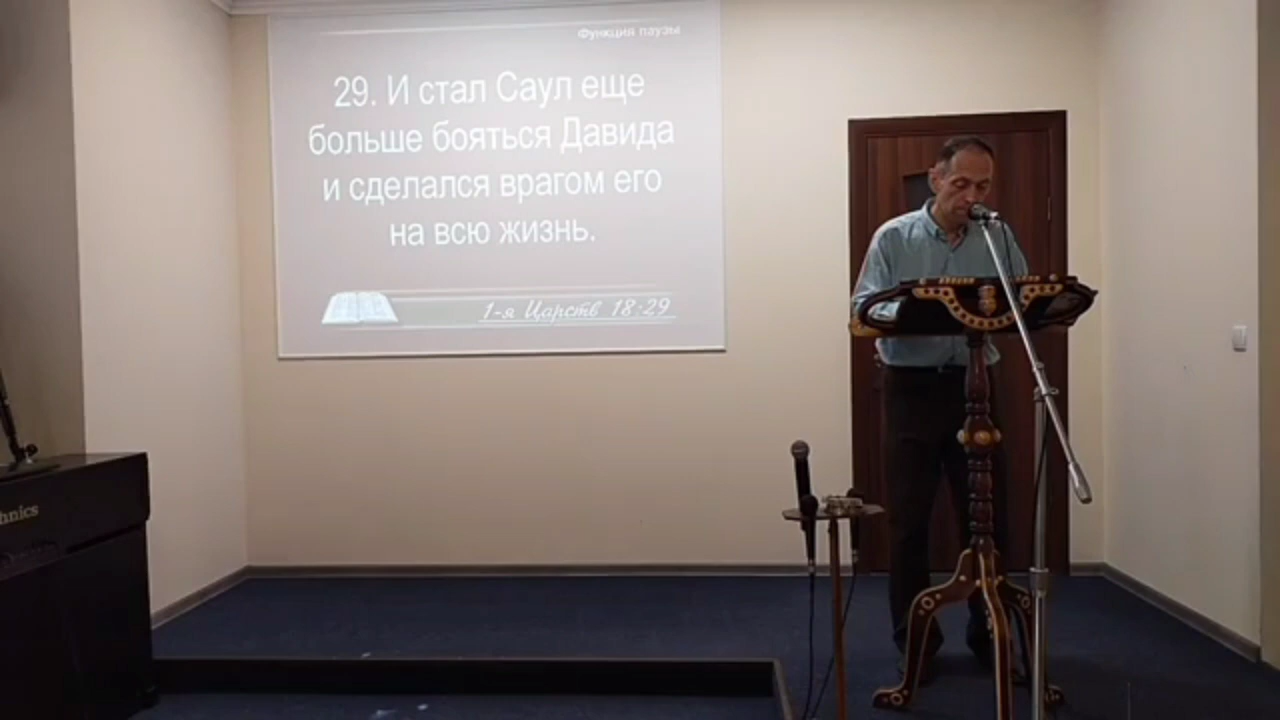 Функция паузы
29. И стал Саул еще
больше бояться Давида
и сделался врагом его
на всю жизнь.
1-я Царств 18:29
hnics